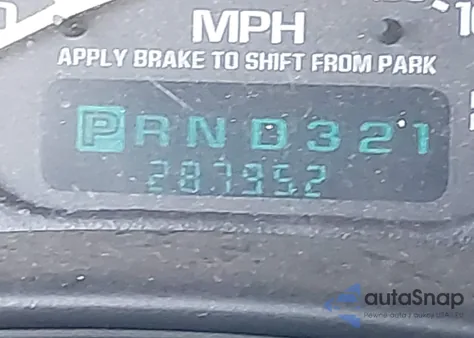 MPH
APPLY BRAKE TO SHIFT FROM PARK
PRND321
287952
autoSnap